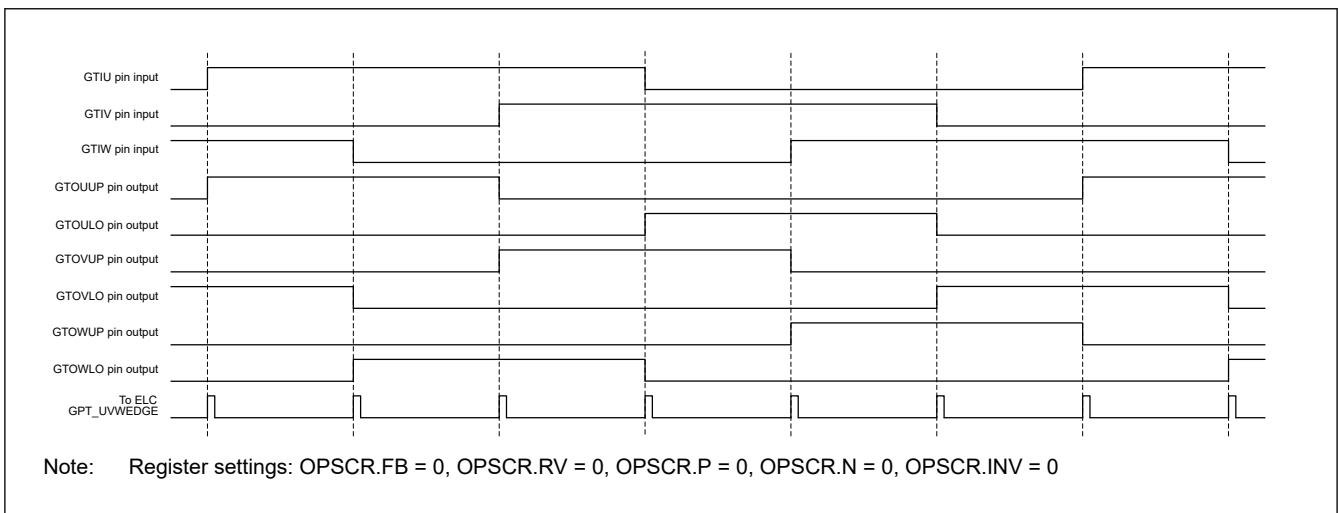 GTIU pin input
GTIV pin input
GTIW pin input
GTOUUP pin output
GTOULO pin output
GTOVUP pin output
GTOVLO pin output
GTOWUP pin output
GTOWLO pin output
To ELC
GPT_UVWEDGE
Note: Register settings: OPSCR.FB = 0, OPSCR.RV = 0, OPSCR.P = 0, OPSCR.N = 0, OPSCR.INV = 0